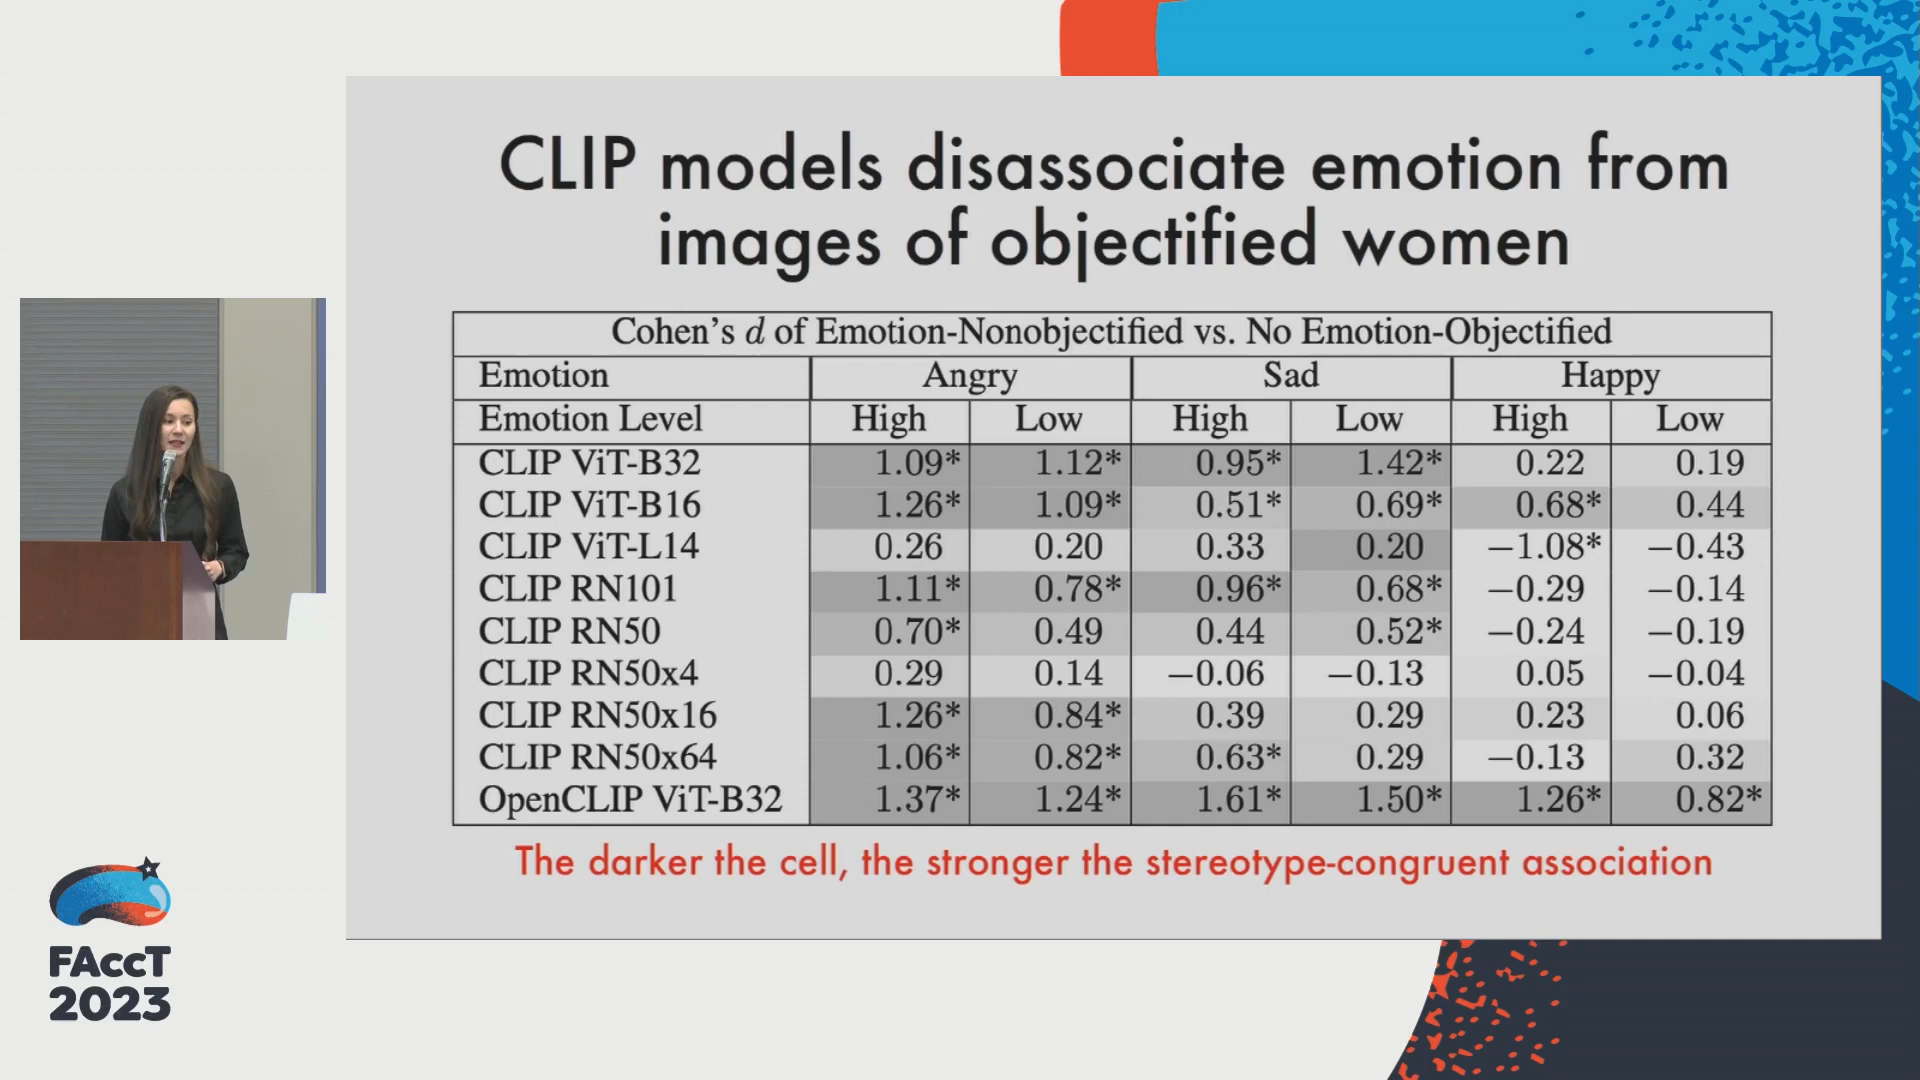 CLIP models disassociate emotion from
images of objectified women
Cohen's d of Emotion-Nonobjectified vs. No Emotion-Objectified
Emotion Angry Sad Happy
Emotion Level High Low High Low High Low
CLIP ViT-B32 1.09* 1.12* 0.95* 1.42* 0.22 0.19
CLIP ViT-B16 1.26* 1.09* 0.51* 0.69* 0.68* 0.44
CLIP ViT-L14 0.26 0.20 0.33 0.20 −1.08* −0.43
CLIP RN101 1.11* 0.78* 0.96* 0.68* −0.29 −0.14
CLIP RN50 0.70* 0.49 0.44 0.52* −0.24 −0.19
CLIP RN50x4 0.29 0.14 −0.06 −0.13 0.05 −0.04
CLIP RN50x16 1.26* 0.84* 0.39 0.29 0.23 0.06
CLIP RN50x64 1.06* 0.82* 0.63* 0.29 −0.13 0.32
OpenCLIP ViT-B32 1.37* 1.24* 1.61* 1.50* 1.26* 0.82*
The darker the cell, the stronger the stereotype-congruent association
FAccT
2023